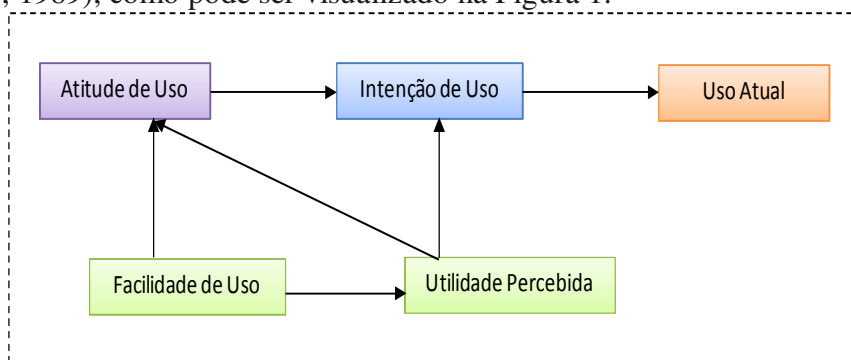 , 1989), como pode ser visualizado na Figura 1.
Atitude de Uso
Intenção de Uso
Uso Atual
Facilidade de Uso
Utilidade Percebida